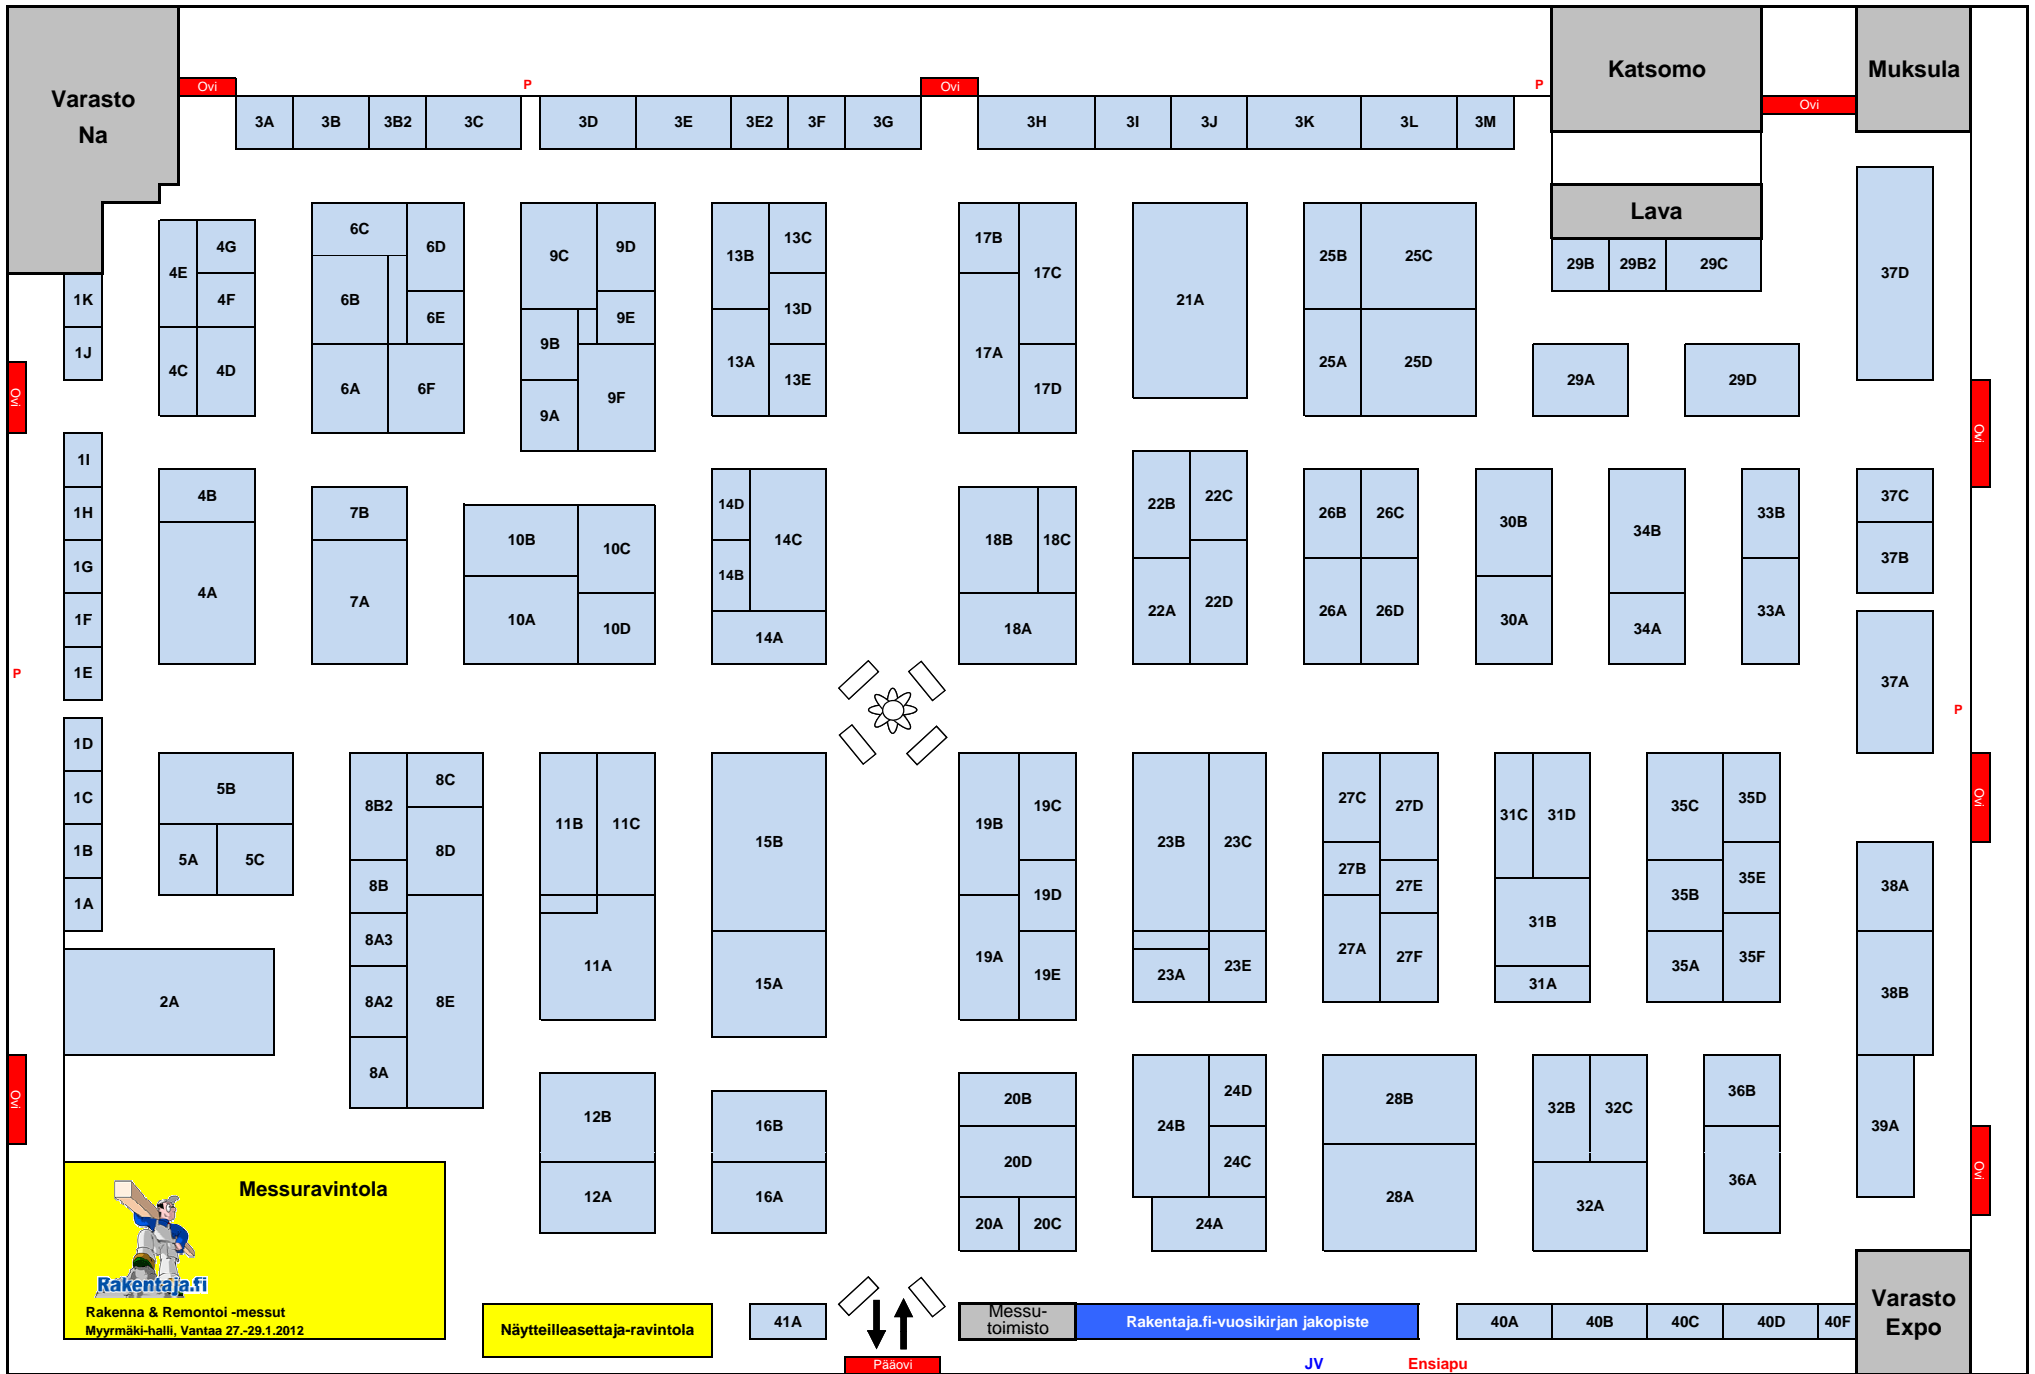 Varasto
Na
Ovi
P
Ovi
P
Katsomo
Ovi
Muksula
3A
3B
3B2
3C
3D
3E
3E2
3F
3G
3H
3I
3J
3K
3L
3M
Lava
4E
4G
4F
4C
4D
6C
6D
6B
6E
6A
6F
9C
9D
9B
9E
9A
9F
13B
13C
13D
13A
13E
17B
17C
17A
17D
21A
25B
25C
25A
25D
29B
29B2
29C
29A
29D
37D
1K
1J
Ovi
Ovi
1I
1H
1G
1F
1E
P
4B
4A
7B
7A
10B
10C
10A
10D
14D
14C
14B
14A
18B
18C
18A
22B
22C
22A
22D
26B
26C
26A
26D
30B
30A
34B
34A
33B
33A
37C
37B
37A
P
1D
1C
1B
1A
5B
5A
5C
8B2
8C
8D
8B
8A3
8A2
8E
8A
11B
11C
11A
15B
15A
19B
19C
19D
19A
19E
23B
23C
23A
23E
27C
27D
27B
27E
27A
27F
31C
31D
31B
31A
35C
35D
35B
35E
35A
35F
Ovi
38A
38B
2A
Ovi
12B
12A
16B
16A
20B
20D
20A
20C
24B
24D
24C
24A
28B
28A
32B
32C
32A
36B
36A
39A
Ovi
Messuravintola
Rakentaja.fi
Rakenna & Remontoi -messut
Myyrmäki-halli, Vantaa 27.-29.1.2012
Näytteilleasettaja-ravintola
41A
Pääovi
Messu-
toimisto
Rakentaja.fi-vuosikirjan jakopiste
JV
Ensiapu
40A
40B
40C
40D
40F
Varasto
Expo